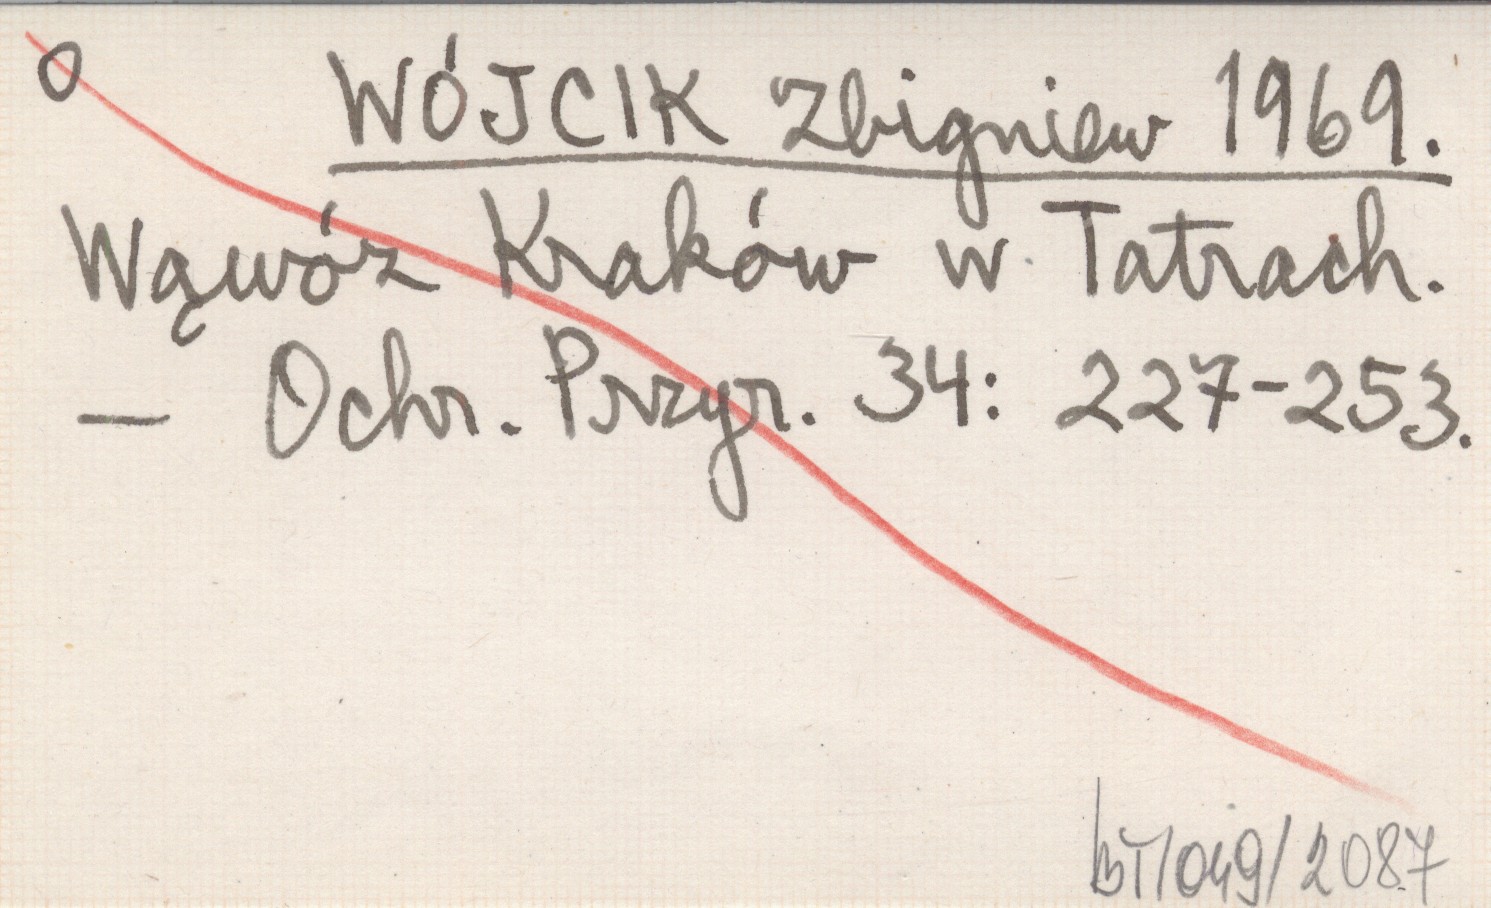 O WÓJCIK Zbigniew 1969.
Wąwóz Kraków w Tatrach.
— Ochr. Przyr. 34: 227-253.
bT/049/2087